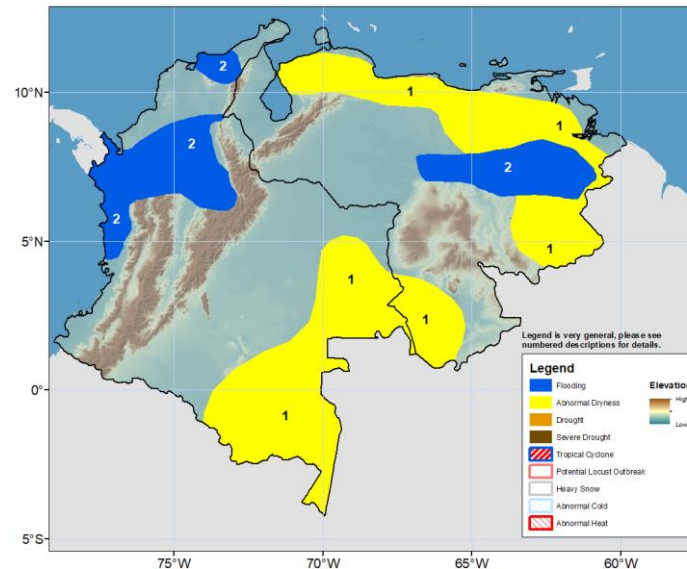 2
10°N
1
1
2
2
2
5°N
1
1
1
Legend is very general, please see
numbered descriptions for details.
Legend
Flooding
Abnormal Dryness
Drought
Severe Drought
Tropical Cyclone
Potential Locust Outbreak
Heavy Snow
Abnormal Cold
Abnormal Heat
High
0°
1
5°S
75°W
70°W
65°W
60°W